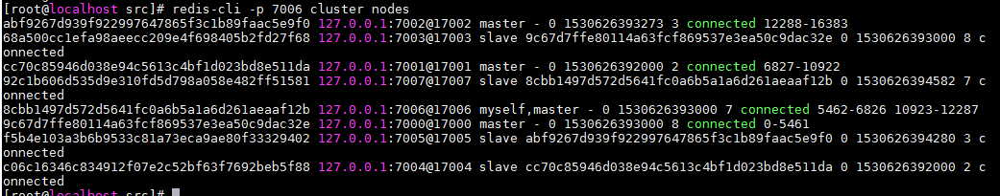 [root@localhost src]# redis-cli -p 7006 cluster nodes
abf9267d939f922997647865f3c1b89faac5e9f0 127.0.0.1:7002@17002 master - 0 1530626393273 3 connected 12288-16383
68a500cc1efa98aeecc209e4f698405b2fd27f68 127.0.0.1:7003@17003 slave 9c67d7ffe80114a63fcf869537e3ea50c9dac32e 0 1530626393000 8 c
onnected
cc70c85946d038e94c5613c4bf1d023bd8e511da 127.0.0.1:7001@17001 master - 0 1530626392000 2 connected 6827-10922
92c1b606d535d9e310fd5d798a058e482ff51581 127.0.0.1:7007@17007 slave 8cbb1497d572d5641fc0a6b5a1a6d261aeaaf12b 0 1530626394582 7 c
onnected
8cbb1497d572d5641fc0a6b5a1a6d261aeaaf12b 127.0.0.1:7006@17006 myself,master - 0 1530626393000 7 connected 5462-6826 10923-12287
9c67d7ffe80114a63fcf869537e3ea50c9dac32e 127.0.0.1:7000@17000 master - 0 1530626393000 8 connected 0-5461
f5b4e103a3b6b9533c81a73eca9ae80f33329402 127.0.0.1:7005@17005 slave abf9267d939f922997647865f3c1b89faac5e9f0 0 1530626394280 3 c
onnected
c06c16346c834912f07e2c52bf63f7692beb5f88 127.0.0.1:7004@17004 slave cc70c85946d038e94c5613c4bf1d023bd8e511da 0 1530626392000 2 c
onnected
[root@localhost src]#